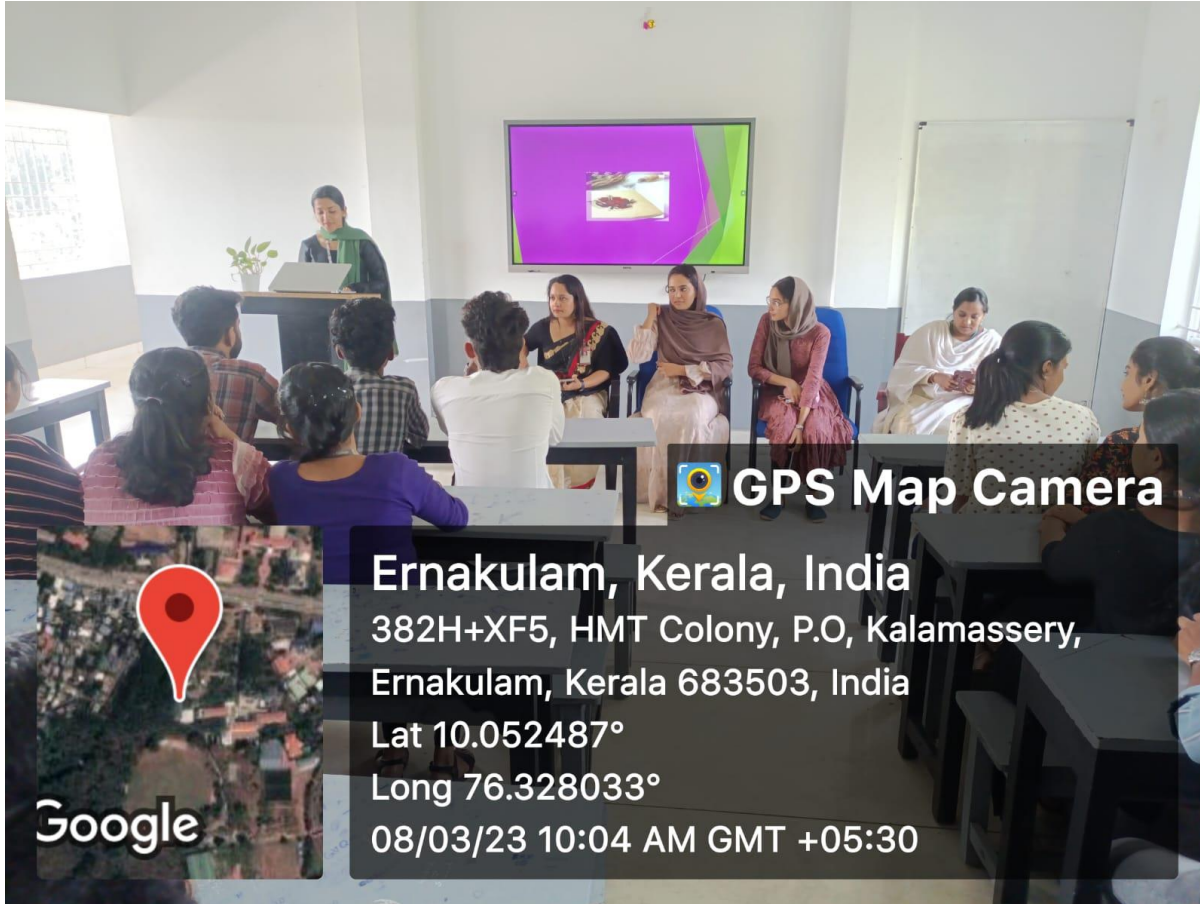 GPS Map Camera
Ernakulam, Kerala, India
382H+XF5, HMT Colony, P.O, Kalamassery,
Ernakulam, Kerala 683503, India
Lat 10.052487°
Long 76.328033°
08/03/23 10:04 AM GMT +05:30
Google